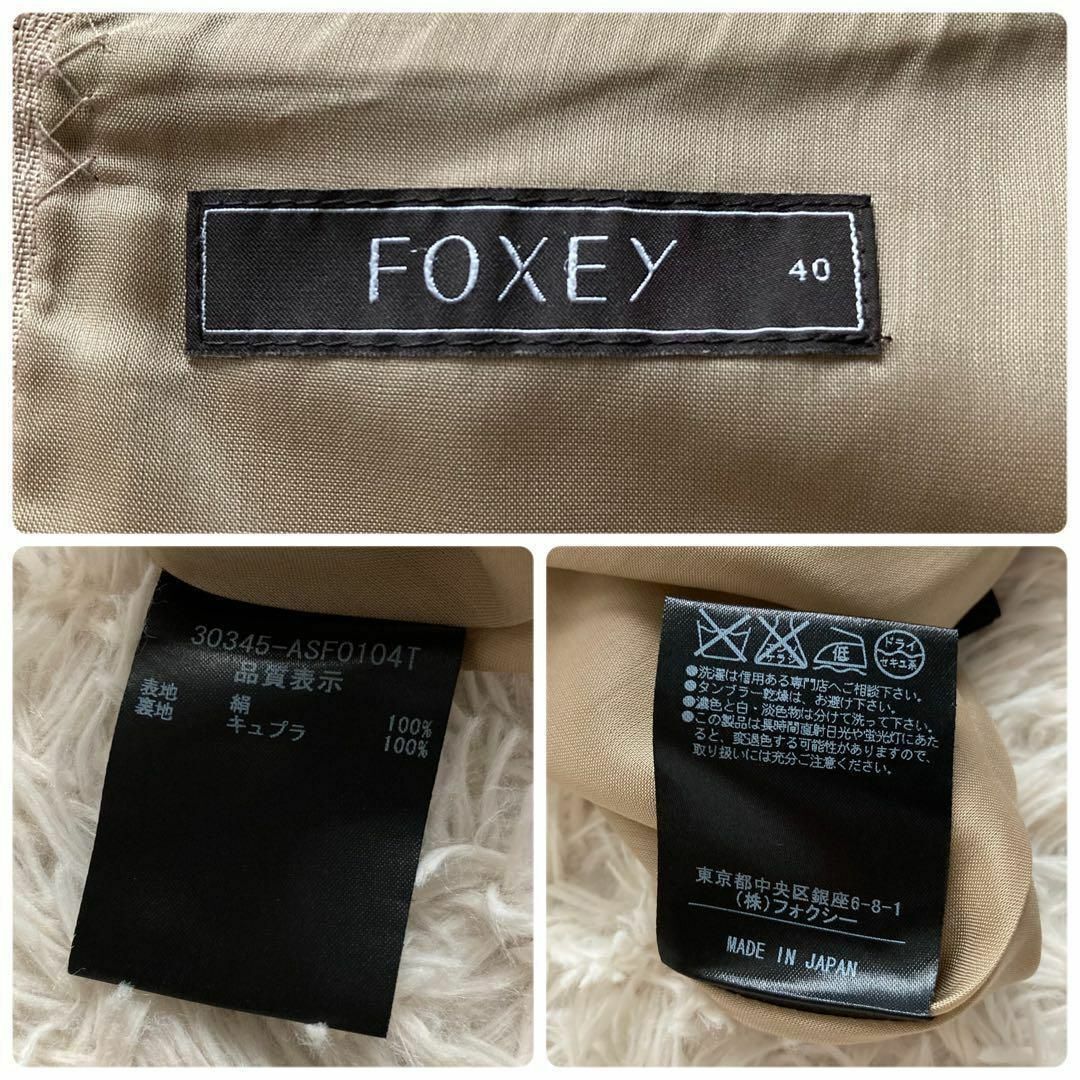 FOXEY 40
30345-ASF0104T
品質表示
表地 絹 100%
裏地 キュプラ 100%
エンソサラシ 低 ドライ セキユ系
●洗濯は信用ある専門店へご相談下さい。
●タンブラー乾燥は、お避け下さい。
●濃色と白・淡色物は分けて洗って下さい。
●この製品は長時間直射日光や蛍光灯にあた
ると、変退色する可能性がありますので、
取り扱いには充分ご注意ください。
東京都中央区銀座6-8-1
(株)フォクシー
MADE IN JAPAN